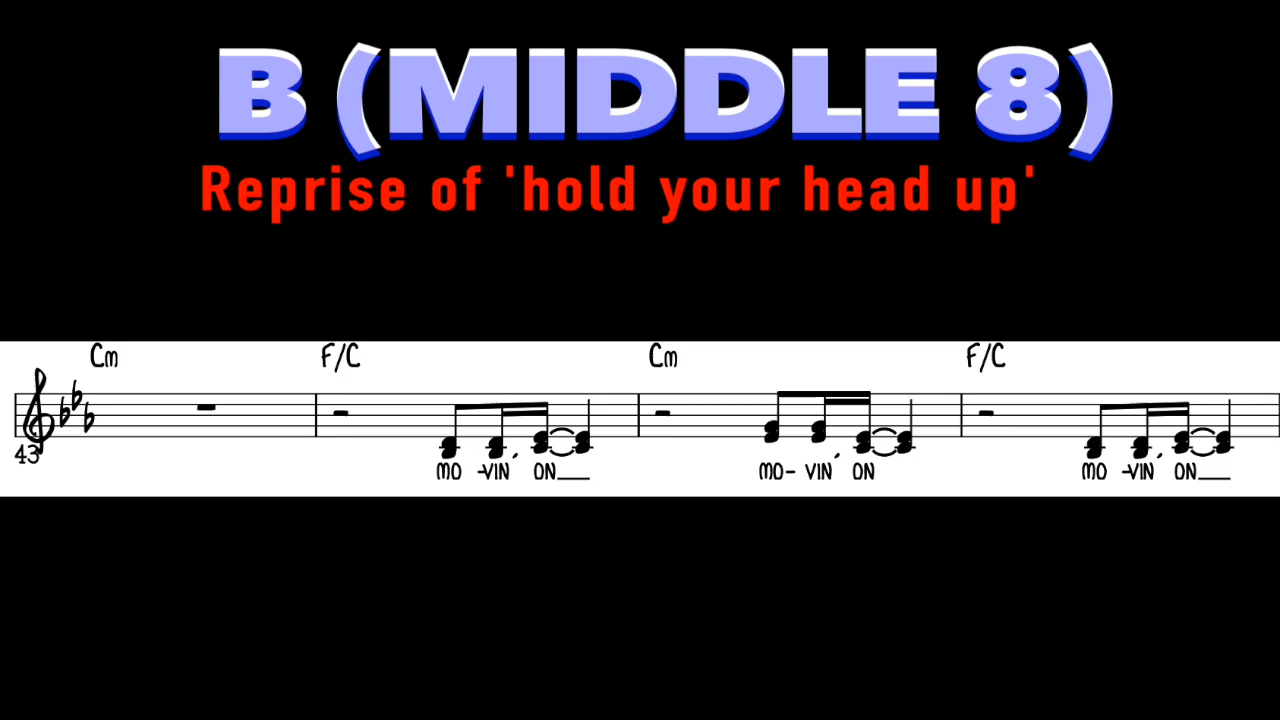 B (MIDDLE 8)
Reprise of 'hold your head up'
Cm F/C Cm F/C
43
MO -VIN' ON MO- VIN' ON MO -VIN' ON